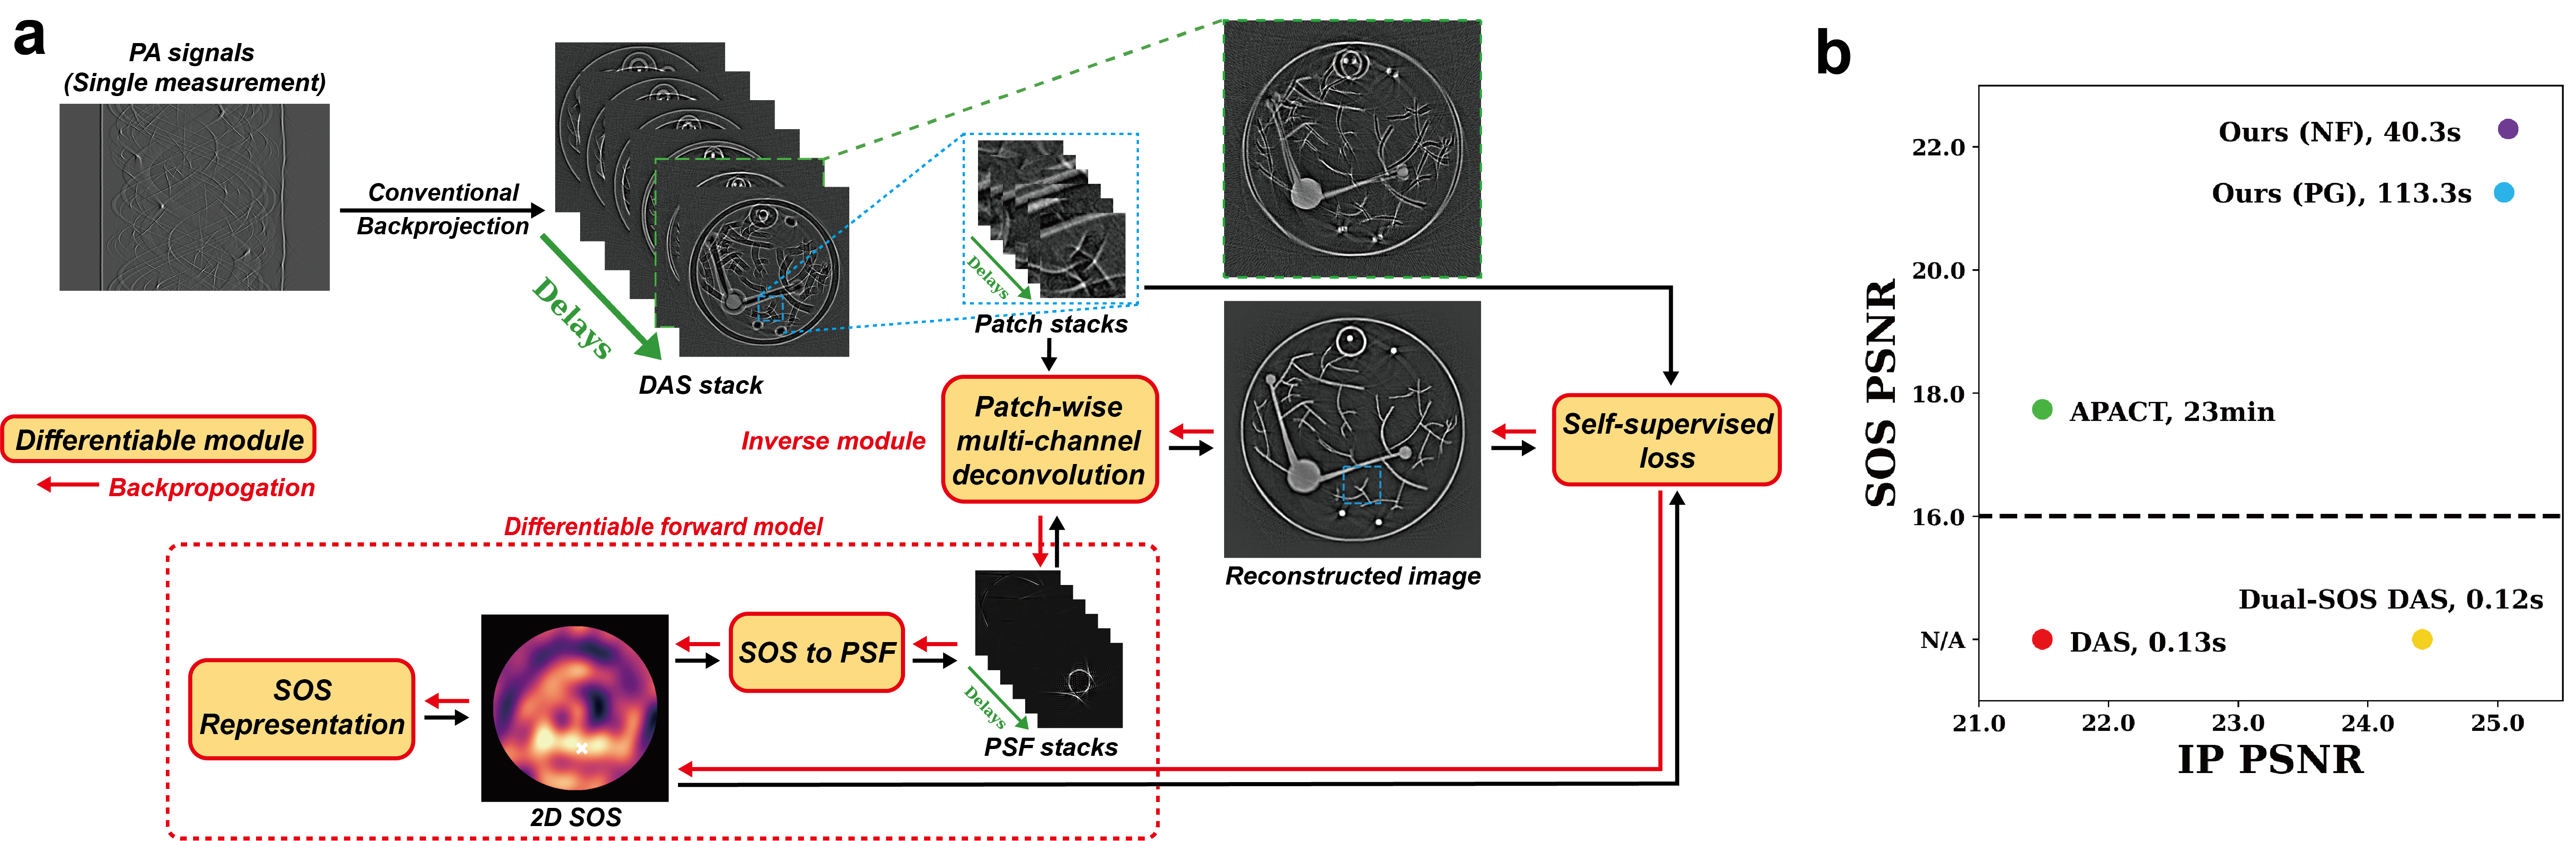 a
PA signals
(Single measurement)
Conventional
Backprojection
Delays
DAS stack
Delays
Patch stacks
Differentiable module
Backpropogation
Inverse module
Patch-wise
multi-channel
deconvolution
Reconstructed image
Self-supervised
loss
Differentiable forward model
SOS
Representation
2D SOS
SOS to PSF
Delays
PSF stacks
b
SOS PSNR
22.0
20.0
18.0
16.0
N/A
Ours (NF), 40.3s
Ours (PG), 113.3s
APACT, 23min
Dual-SOS DAS, 0.12s
DAS, 0.13s
21.0
22.0
23.0
24.0
25.0
IP PSNR